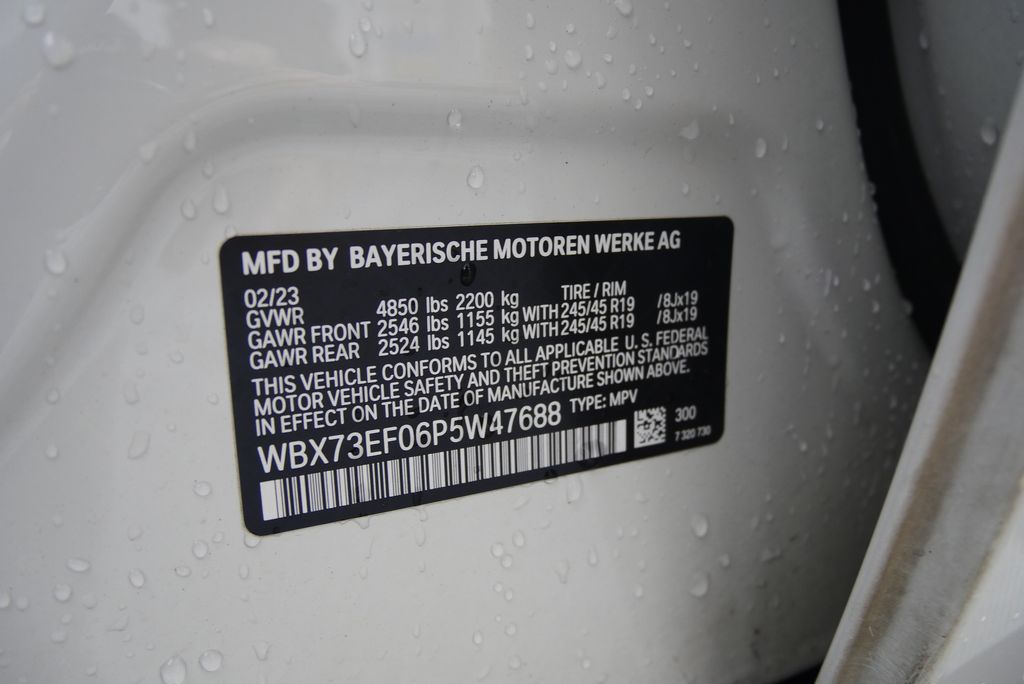 MFD BY BAYERISCHE MOTOREN WERKE AG
02/23 TIRE / RIM
GVWR 4850 lbs 2200 kg
GAWR FRONT 2546 lbs 1155 kg WITH 245/45 R19 /8Jx19
GAWR REAR 2524 lbs 1145 kg WITH 245/45 R19 /8Jx19
THIS VEHICLE CONFORMS TO ALL APPLICABLE U. S. FEDERAL
MOTOR VEHICLE SAFETY AND THEFT PREVENTION STANDARDS
IN EFFECT ON THE DATE OF MANUFACTURE SHOWN ABOVE.
WBX73EF06P5W47688 TYPE: MPV
300
7 320 730